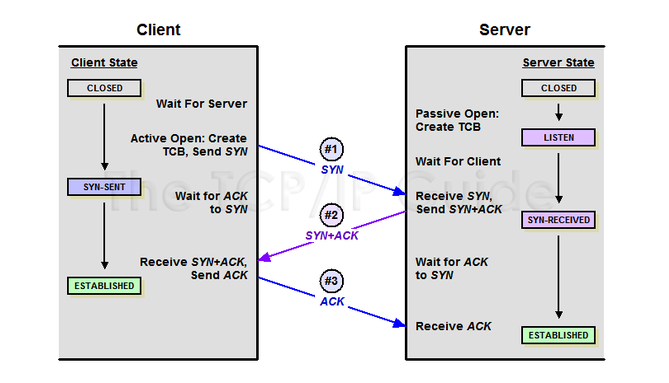 Client
Server
Client State
CLOSED
Wait For Server
Active Open: Create
TCB, Send SYN
SYN-SENT
Wait for ACK
to SYN
Receive SYN+ACK,
Send ACK
ESTABLISHED
#1
SYN
#2
SYN+ACK
#3
ACK
Server State
CLOSED
Passive Open:
Create TCB
LISTEN
Wait For Client
Receive SYN,
Send SYN+ACK
SYN-RECEIVED
Wait for ACK
to SYN
Receive ACK
ESTABLISHED
The TCP/IP Guide